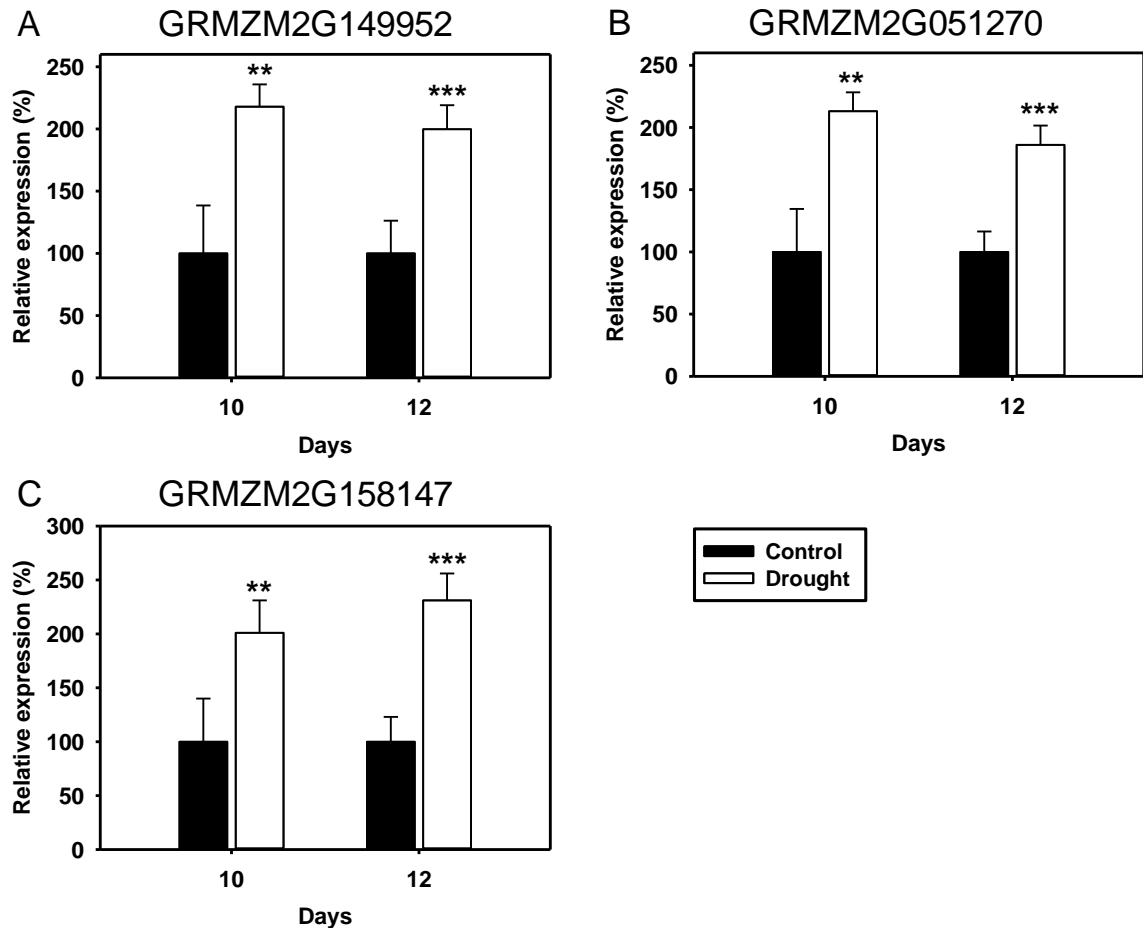 A GRMZM2G149952
Relative expression (%)
250
200
150
100
50
0
** ***
10 12
Days
B GRMZM2G051270
Relative expression (%)
250
200
150
100
50
0
** ***
10 12
Days
C GRMZM2G158147
Relative expression (%)
300
250
200
150
100
50
0
** ***
10 12
Days
Control
Drought